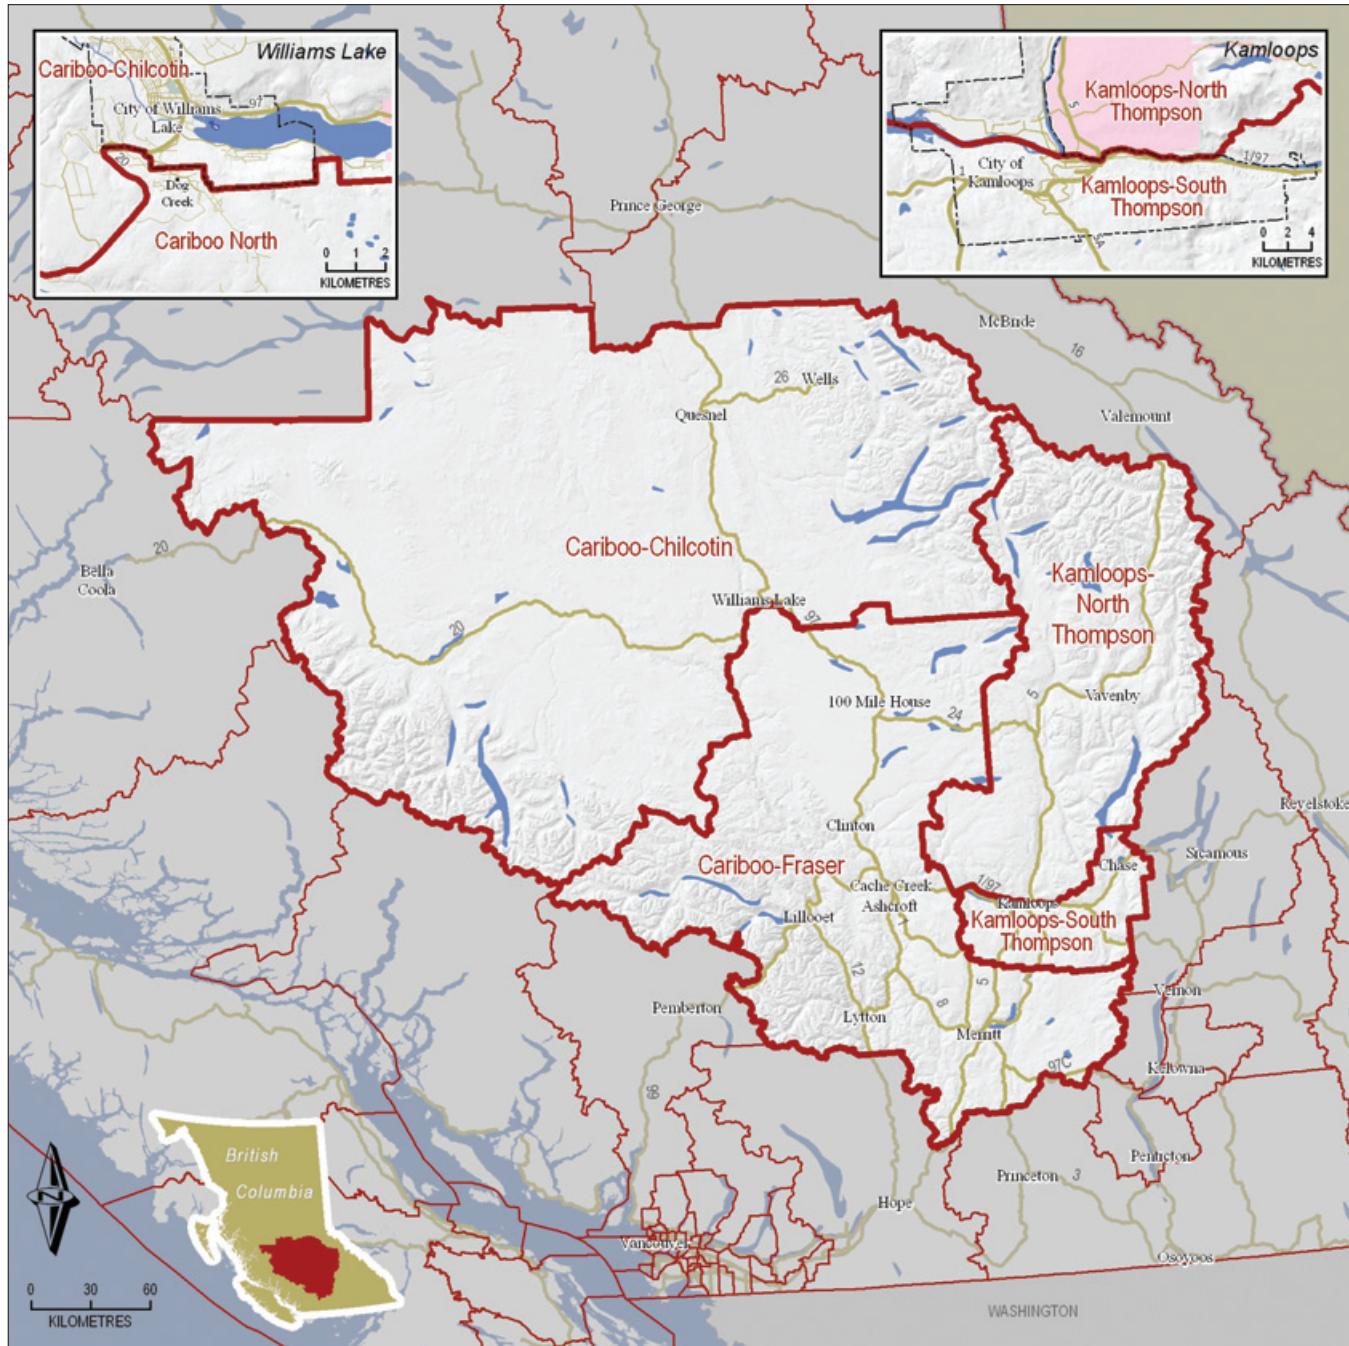 Williams Lake
Cariboo-Chilcotin
City of Williams
Lake
97
20
Dog
Creek
Cariboo North
0 1 2
KILOMETRES
Kamloops
Kamloops-North
Thompson
5
1/97
City of
Kamloops
1
Kamloops-South
Thompson
5A
0 2 4
KILOMETRES
Prince George
McBride
16
26
Wells
Quesnel
Valemount
Cariboo-Chilcotin
20
Bella
Coola
Kamloops-
North
Thompson
Williams Lake
97
20
5
Vavenby
100 Mile House
24
Revelstoke
Clinton
Sicamous
Cariboo-Fraser
Chase
1/97
Cache Creek
Ashcroft
Kamloops
Lillooet
Kamloops-South
Thompson
1
12
5
8
Vernon
Pemberton
Lytton
Merritt
97C
Kelowna
99
British
Columbia
Penticton
Princeton
3
Hope
N
Vancouver
Osoyoos
0 30 60
KILOMETRES
WASHINGTON